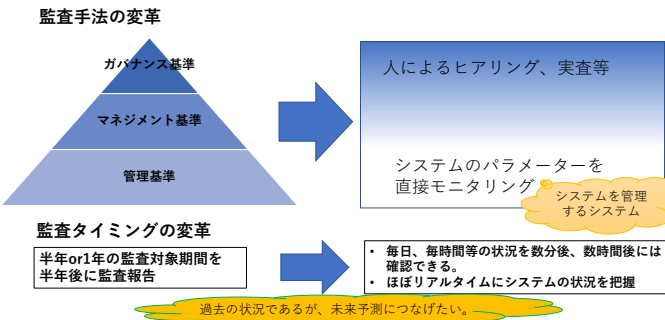 監査手法の変革
ガバナンス基準
マネジメント基準
管理基準
人によるヒアリング、実査等
システムのパラメーターを
直接モニタリング
システムを管理
するシステム
監査タイミングの変革
半年or1年の監査対象期間を
半年後に監査報告
• 毎日、毎時間等の状況を数分後、数時間後には
確認できる。
• ほぼリアルタイムにシステムの状況を把握
過去の状況であるが、未来予測につなげたい。